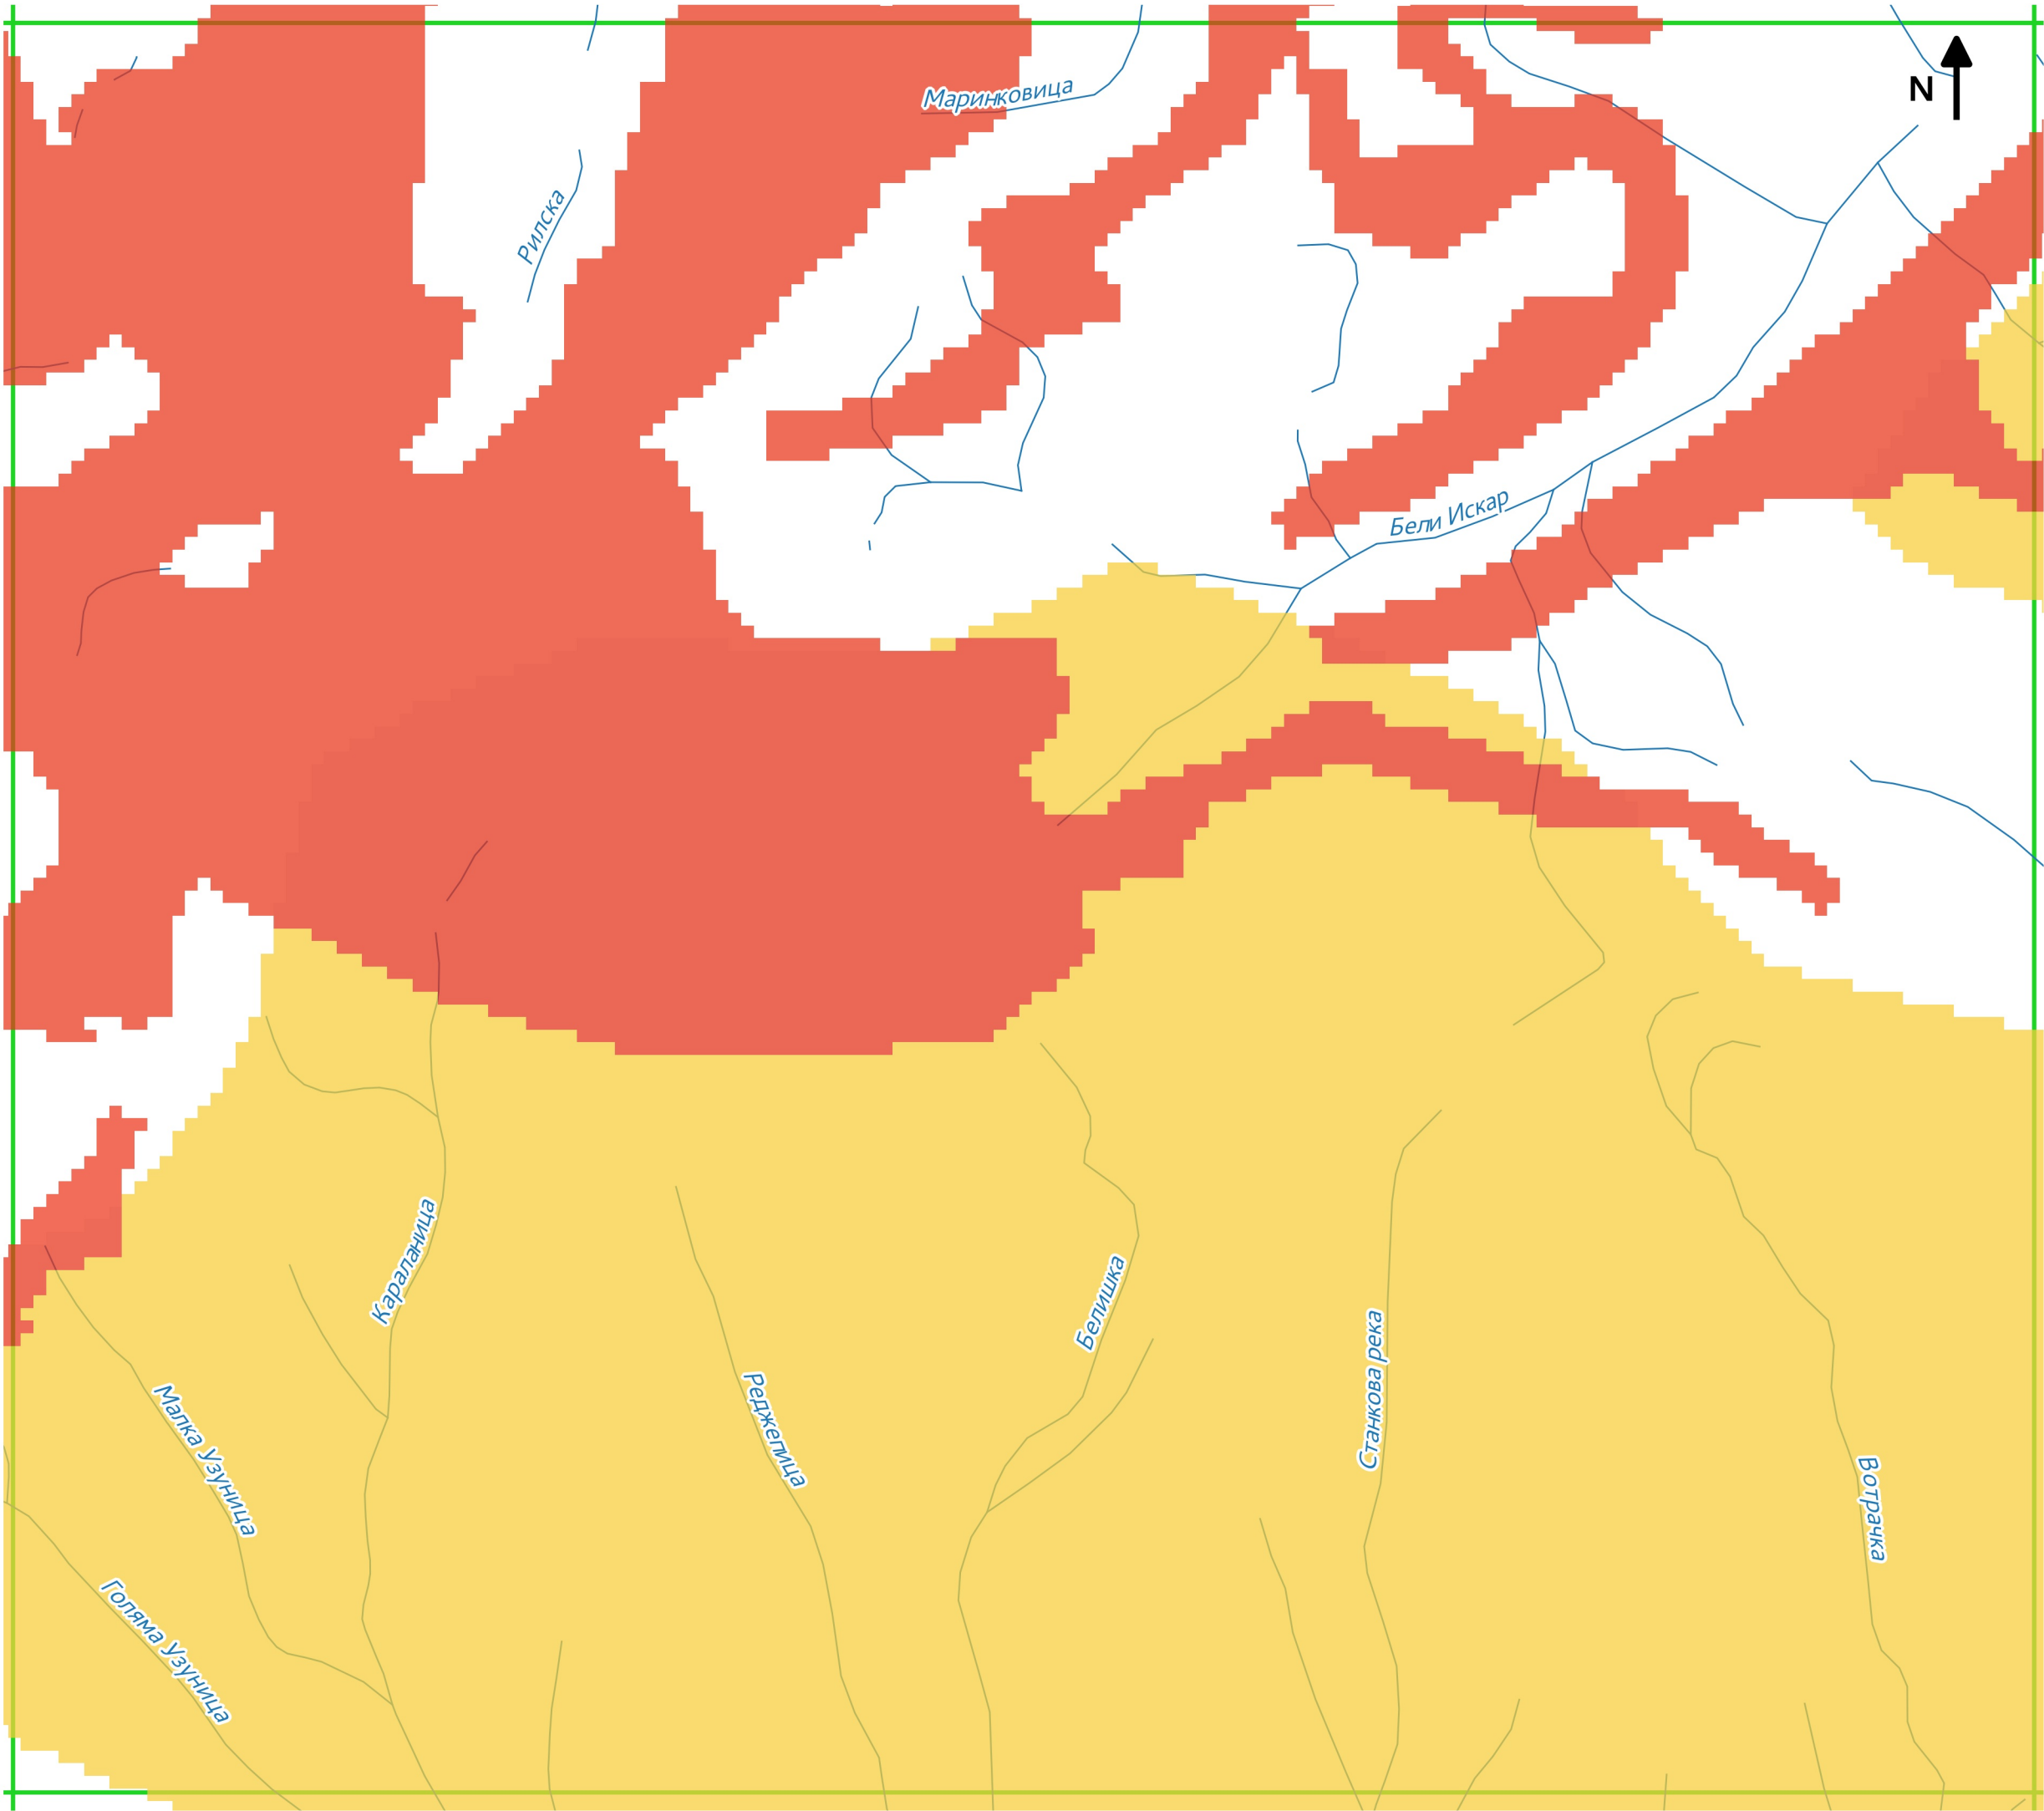 N
Маринковица
Рилска
Бели Искар
Караланица
Белишка
Станкова река
Реджепица
Малка Узуница
Вотрачка
Голяма Узуница